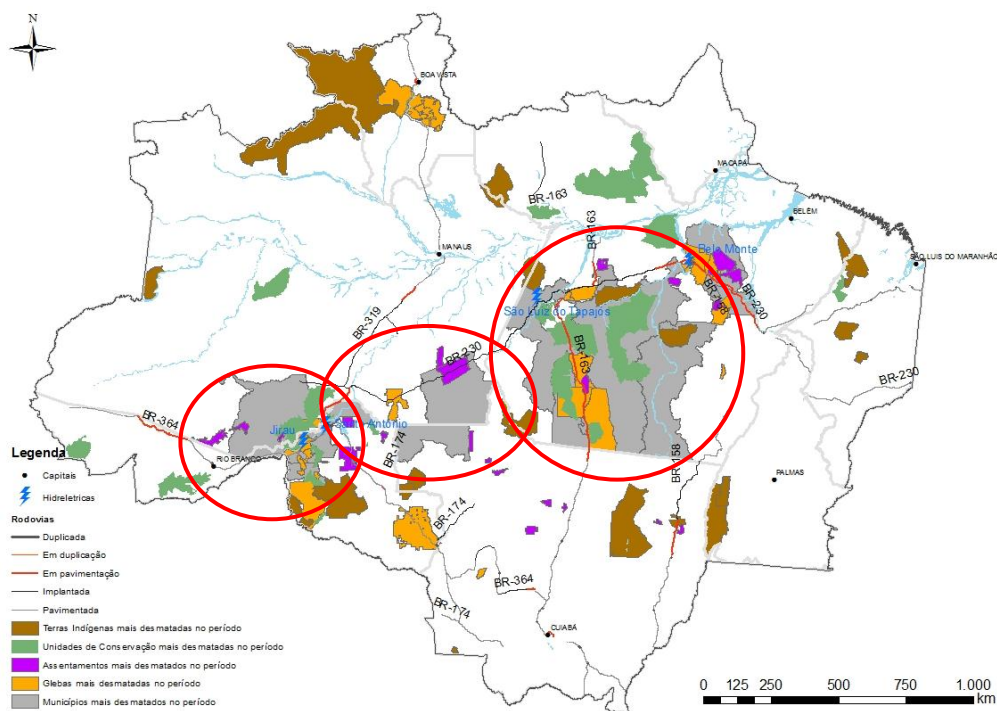 N
BOA VISTA
MACAPÁ
BR-163
BR-163
BELÉM
Belo Monte
SÃO LUIS DO MARANHÃO
MANAUS
BR-230
BR-158
São Luiz do Tapajós
BR-319
BR-163
BR-230
BR-230
BR-364
Jirau
Santo Antônio
BR-174
RIO BRANCO
BR-158
PALMAS
BR-174
BR-364
BR-174
CUIABÁ
Legenda
Capitais
Hidreletricas
Rodovias
Duplicada
Em duplicação
Em pavimentação
Implantada
Pavimentada
Terras Indígenas mais desmatadas no período
Unidades de Conservação mais desmatadas no período
Assentamentos mais desmatados no período
Glebas mais desmatadas no período
Municípios mais desmatados no período
0 125 250 500 750 1.000
km